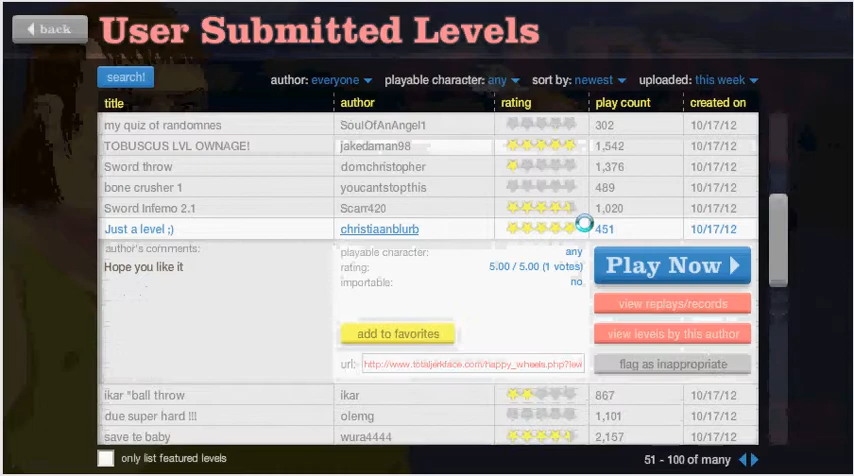 back User Submitted Levels
search! author: everyone playable character: any sort by: newest uploaded: this week
title author rating play count created on
my quiz of randomnes SoulOfAnAngel1 302 10/17/12
TOBUSCUS LVL OWNAGE! jakedaman98 1,542 10/17/12
Sword throw domchristopher 1,376 10/17/12
bone crusher 1 youcantstopthis 489 10/17/12
Sword Inferno 2.1 Scarr420 1,020 10/17/12
Just a level ;) christiaanblurb 451 10/17/12
author's comments: playable character: any
Hope you like it rating: 5.00 / 5.00 (1 votes) Play Now
importable: no
view replays/records
add to favorites view levels by this author
url: http://www.totaljerkface.com/happy_wheels.php?leve flag as inappropriate
ikar "ball throw ikar 867 10/17/12
due super hard !!! olemg 1,101 10/17/12
save te baby wura4444 2,157 10/17/12
only list featured levels 51 - 100 of many